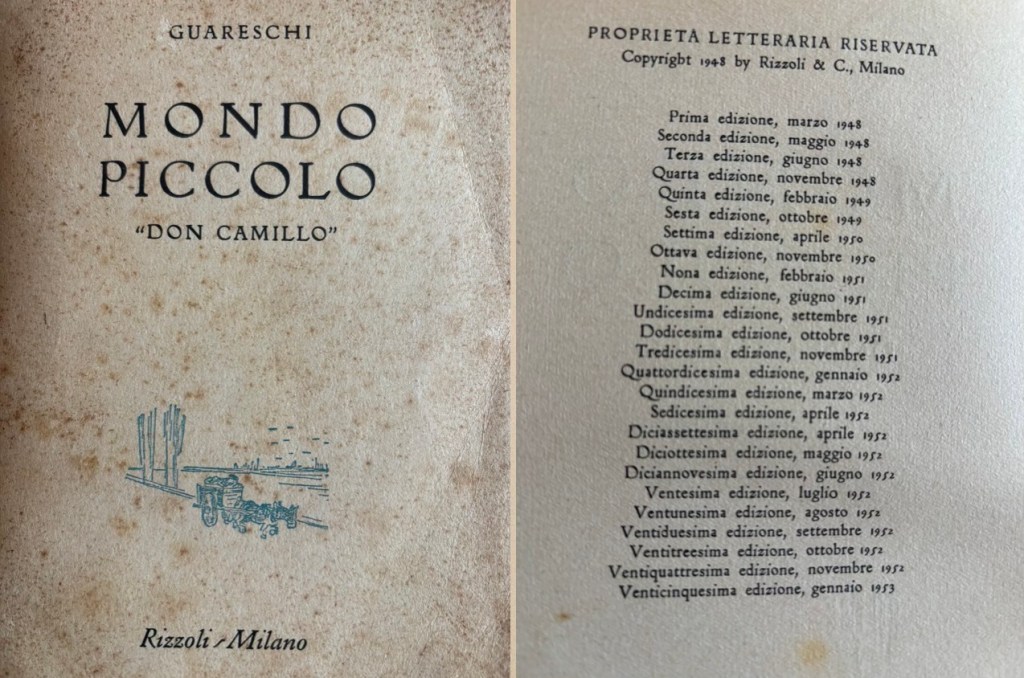 GUARESCHI
MONDO
PICCOLO
“DON CAMILLO”
Rizzoli - Milano
PROPRIETÀ LETTERARIA RISERVATA
Copyright 1948 by Rizzoli & C., Milano
Prima edizione, marzo 1948
Seconda edizione, maggio 1948
Terza edizione, giugno 1948
Quarta edizione, novembre 1948
Quinta edizione, febbraio 1949
Sesta edizione, ottobre 1949
Settima edizione, aprile 1950
Ottava edizione, novembre 1950
Nona edizione, febbraio 1951
Decima edizione, giugno 1951
Undicesima edizione, settembre 1951
Dodicesima edizione, ottobre 1951
Tredicesima edizione, novembre 1951
Quattordicesima edizione, gennaio 1952
Quindicesima edizione, marzo 1952
Sedicesima edizione, aprile 1952
Diciassettesima edizione, aprile 1952
Diciottesima edizione, maggio 1952
Diciannovesima edizione, giugno 1952
Ventesima edizione, luglio 1952
Ventunesima edizione, agosto 1952
Ventiduesima edizione, settembre 1952
Ventitreesima edizione, ottobre 1952
Ventiquattresima edizione, novembre 1952
Venticinquesima edizione, gennaio 1953